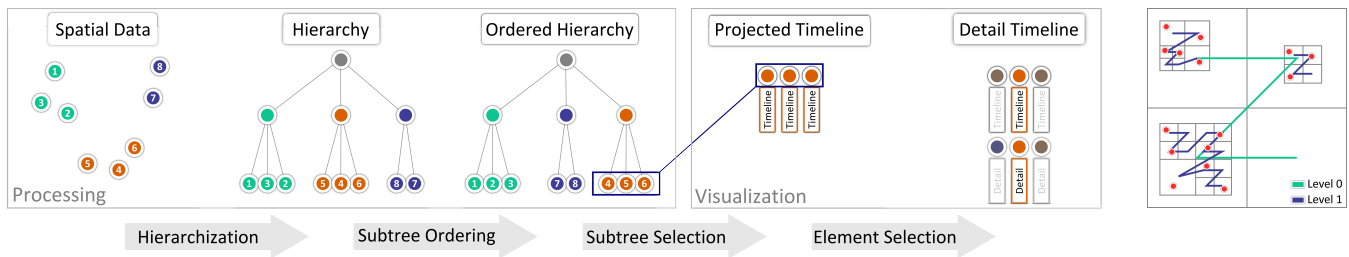 Spatial Data
Hierarchy
Ordered Hierarchy
Projected Timeline
Detail Timeline
1
8
3
7
2
6
5
4
1 3 2
5 4 6
8 7
1 2 3
7 8
4 5 6
Timeline
Timeline
Timeline
Timeline
Timeline
Timeline
Detail
Detail
Detail
Processing
Visualization
Level 0
Level 1
Hierarchization
Subtree Ordering
Subtree Selection
Element Selection